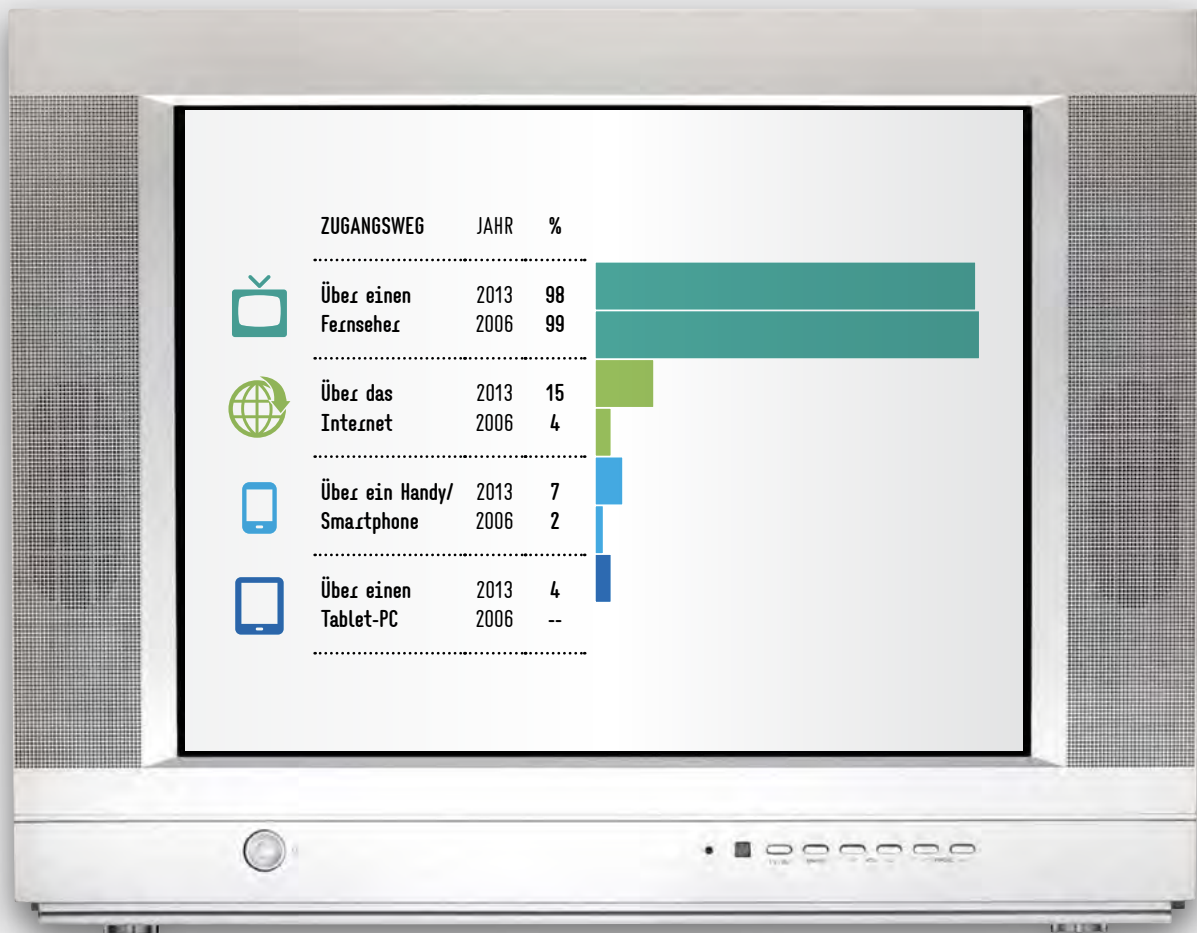 ZUGANGSWEG JAHR %
Über einen 2013 98
Fernseher 2006 99
Über das 2013 15
Internet 2006 4
Über ein Handy/ 2013 7
Smartphone 2006 2
Über einen 2013 4
Tablet-PC 2006 --